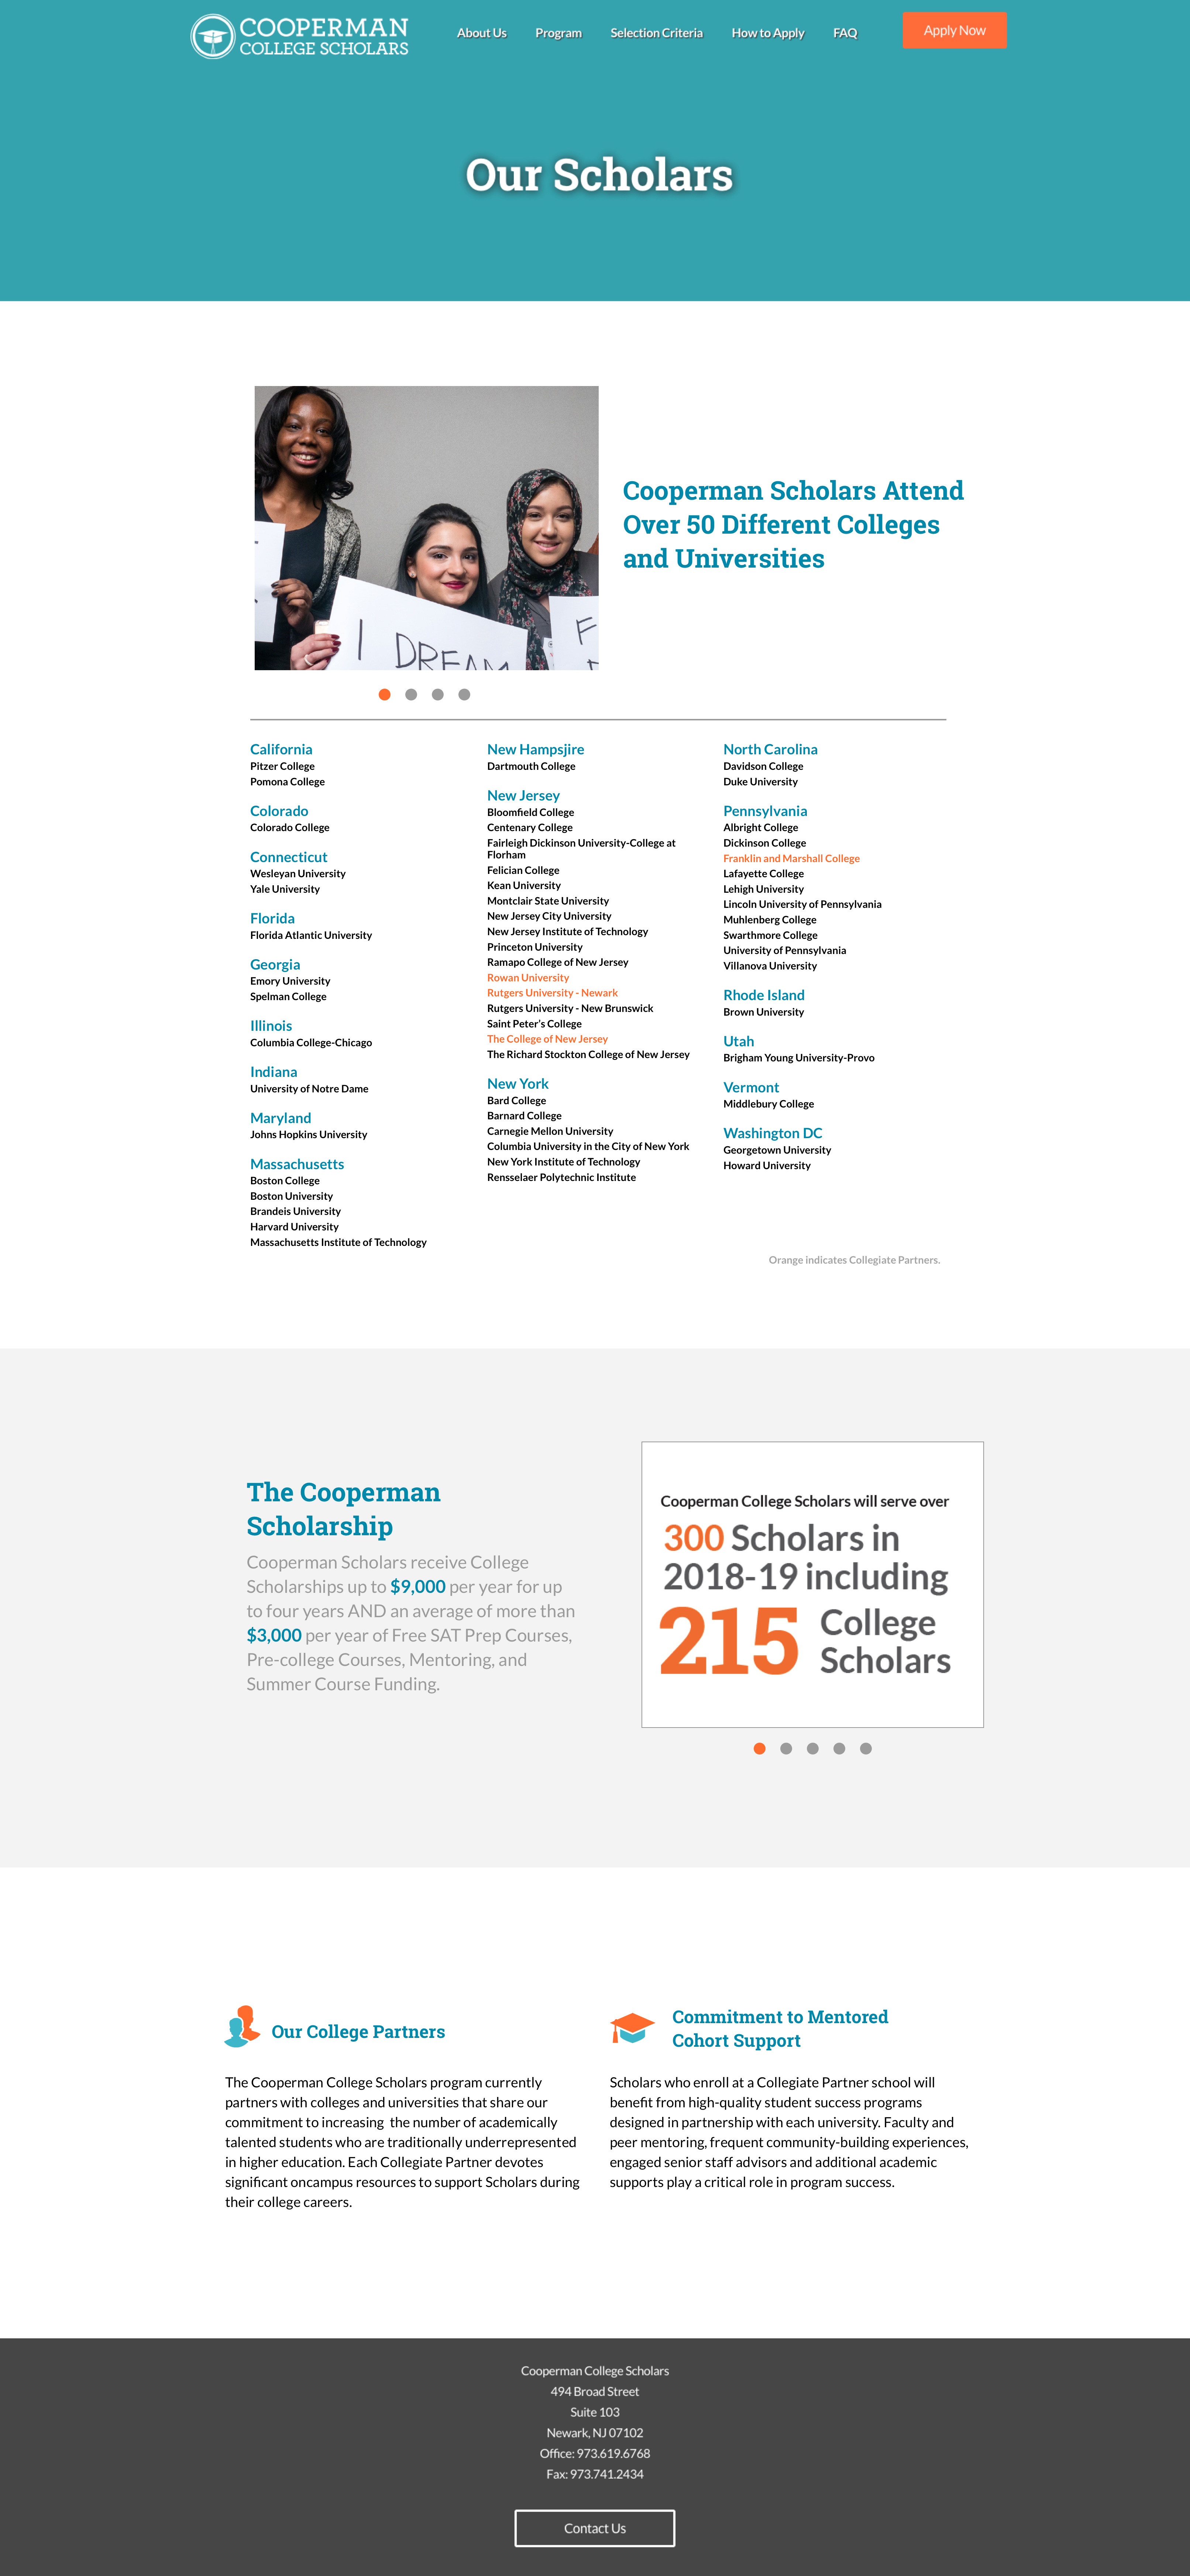 COOPERMAN
COLLEGE SCHOLARS
About Us
Program
Selection Criteria
How to Apply
FAQ
Apply Now
Our Scholars
I DREAM
F
Cooperman Scholars Attend
Over 50 Different Colleges
and Universities
California
Pitzer College
Pomona College
Colorado
Colorado College
Connecticut
Wesleyan University
Yale University
Florida
Florida Atlantic University
Georgia
Emory University
Spelman College
Illinois
Columbia College-Chicago
Indiana
University of Notre Dame
Maryland
Johns Hopkins University
Massachusetts
Boston College
Boston University
Brandeis University
Harvard University
Massachusetts Institute of Technology
New Hampsjire
Dartmouth College
New Jersey
Bloomfield College
Centenary College
Fairleigh Dickinson University-College at
Florham
Felician College
Kean University
Montclair State University
New Jersey City University
New Jersey Institute of Technology
Princeton University
Ramapo College of New Jersey
Rowan University
Rutgers University - Newark
Rutgers University - New Brunswick
Saint Peter's College
The College of New Jersey
The Richard Stockton College of New Jersey
New York
Bard College
Barnard College
Carnegie Mellon University
Columbia University in the City of New York
New York Institute of Technology
Rensselaer Polytechnic Institute
North Carolina
Davidson College
Duke University
Pennsylvania
Albright College
Dickinson College
Franklin and Marshall College
Lafayette College
Lehigh University
Lincoln University of Pennsylvania
Muhlenberg College
Swarthmore College
University of Pennsylvania
Villanova University
Rhode Island
Brown University
Utah
Brigham Young University-Provo
Vermont
Middlebury College
Washington DC
Georgetown University
Howard University
Orange indicates Collegiate Partners.
The Cooperman
Scholarship
Cooperman Scholars receive College
Scholarships up to $9,000 per year for up
to four years AND an average of more than
$3,000 per year of Free SAT Prep Courses,
Pre-college Courses, Mentoring, and
Summer Course Funding.
Cooperman College Scholars will serve over
300 Scholars in
2018-19 including
215 College
Scholars
Our College Partners
The Cooperman College Scholars program currently
partners with colleges and universities that share our
commitment to increasing the number of academically
talented students who are traditionally underrepresented
in higher education. Each Collegiate Partner devotes
significant oncampus resources to support Scholars during
their college careers.
Commitment to Mentored
Cohort Support
Scholars who enroll at a Collegiate Partner school will
benefit from high-quality student success programs
designed in partnership with each university. Faculty and
peer mentoring, frequent community-building experiences,
engaged senior staff advisors and additional academic
supports play a critical role in program success.
Cooperman College Scholars
494 Broad Street
Suite 103
Newark, NJ 07102
Office: 973.619.6768
Fax: 973.741.2434
Contact Us